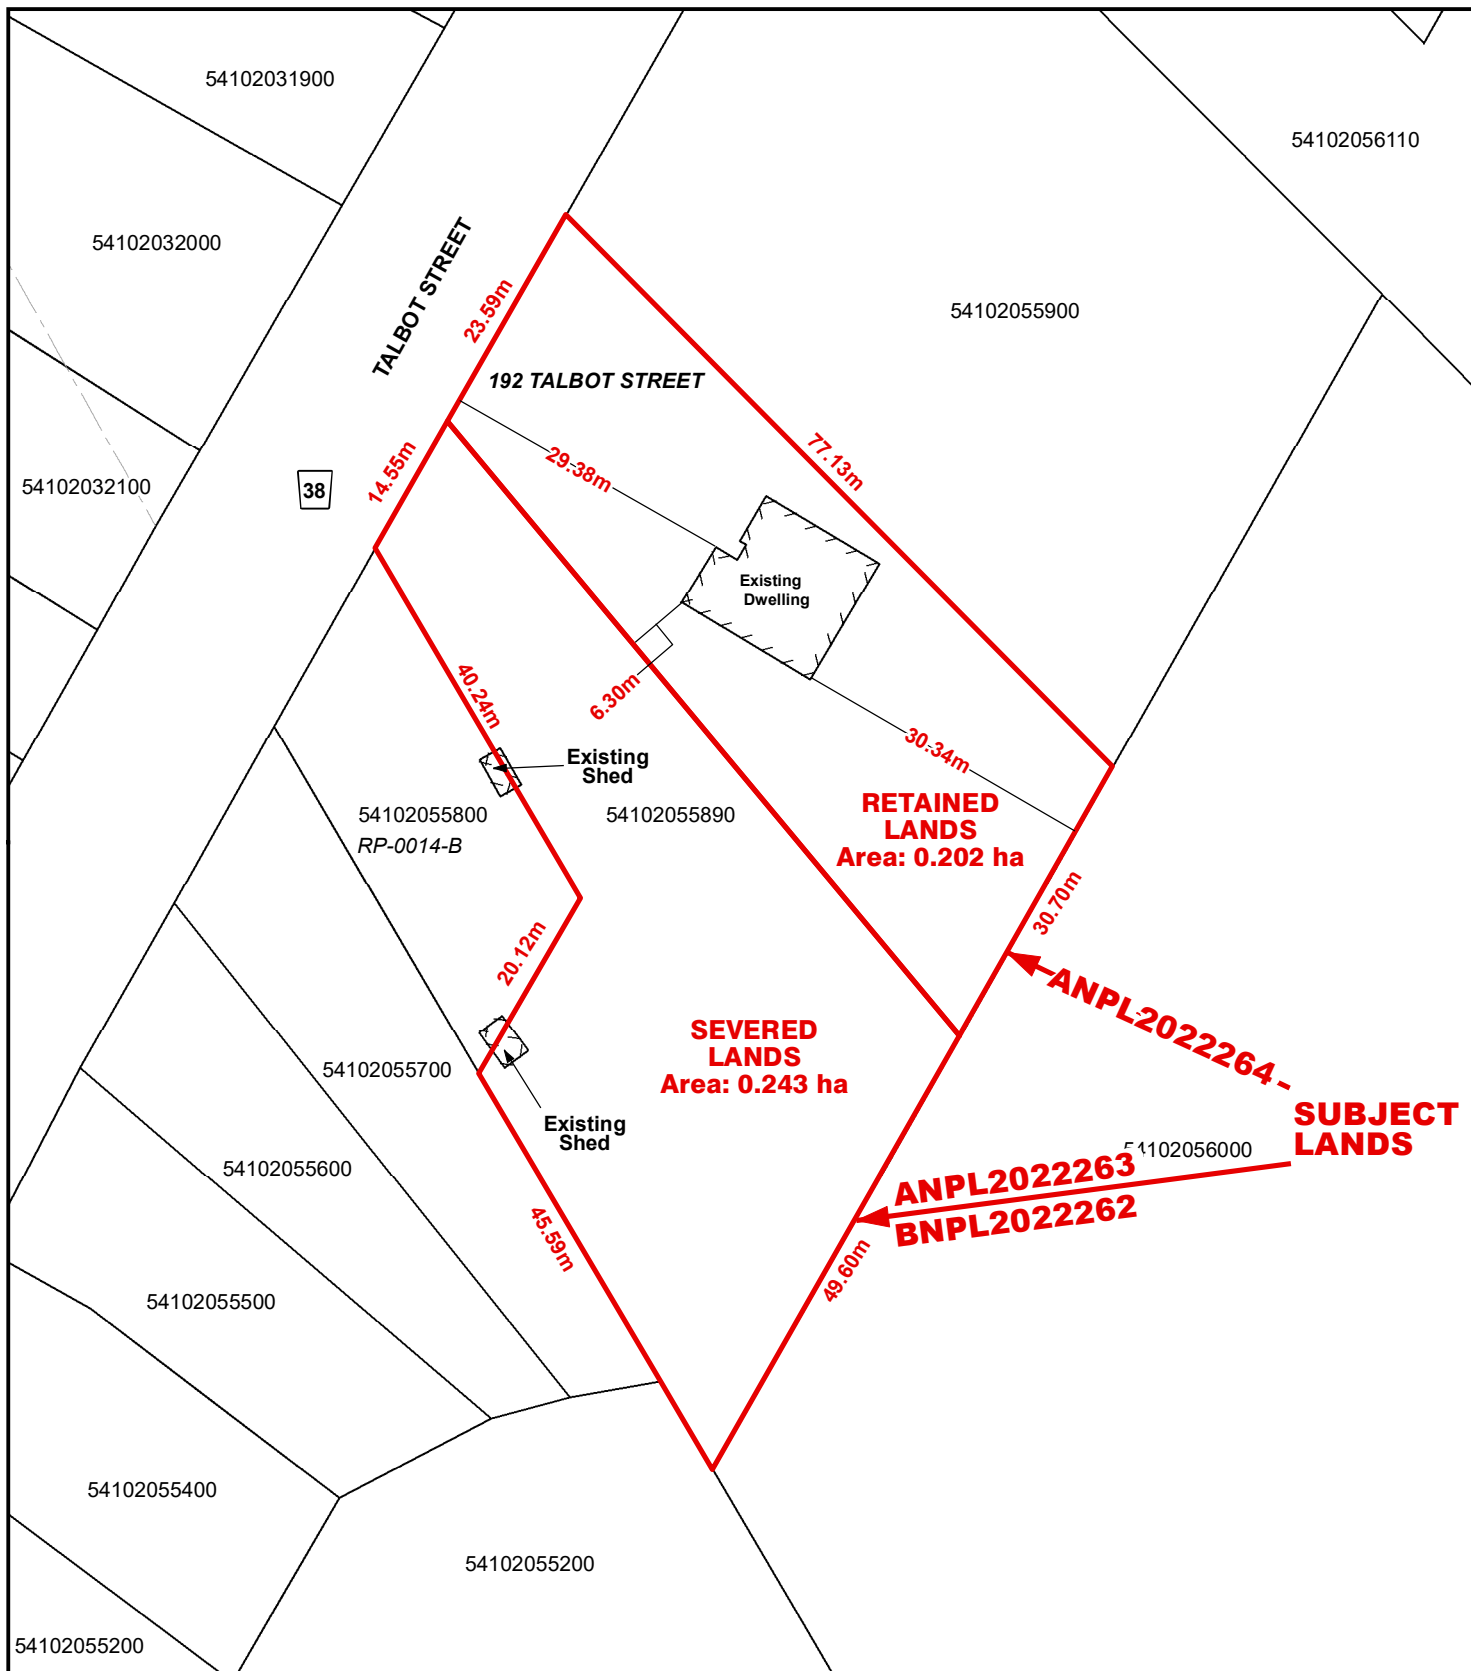 54102031900
54102056110
54102032000
TALBOT STREET
23.59m
54102055900
192 TALBOT STREET
77.13m
14.55m
29.38m
54102032100
38
Existing
Dwelling
40.24m
6.30m
30.34m
Existing
Shed
54102055800
RP-0014-B
54102055890
RETAINED
LANDS
Area: 0.202 ha
30.70m
20.12m
ANPL2022264
SEVERED
LANDS
Area: 0.243 ha
54102055700
Existing
Shed
SUBJECT
LANDS
54102056000
54102055600
ANPL2022263
BNPL2022262
45.59m
49.60m
54102055500
54102055400
54102055200
54102055200